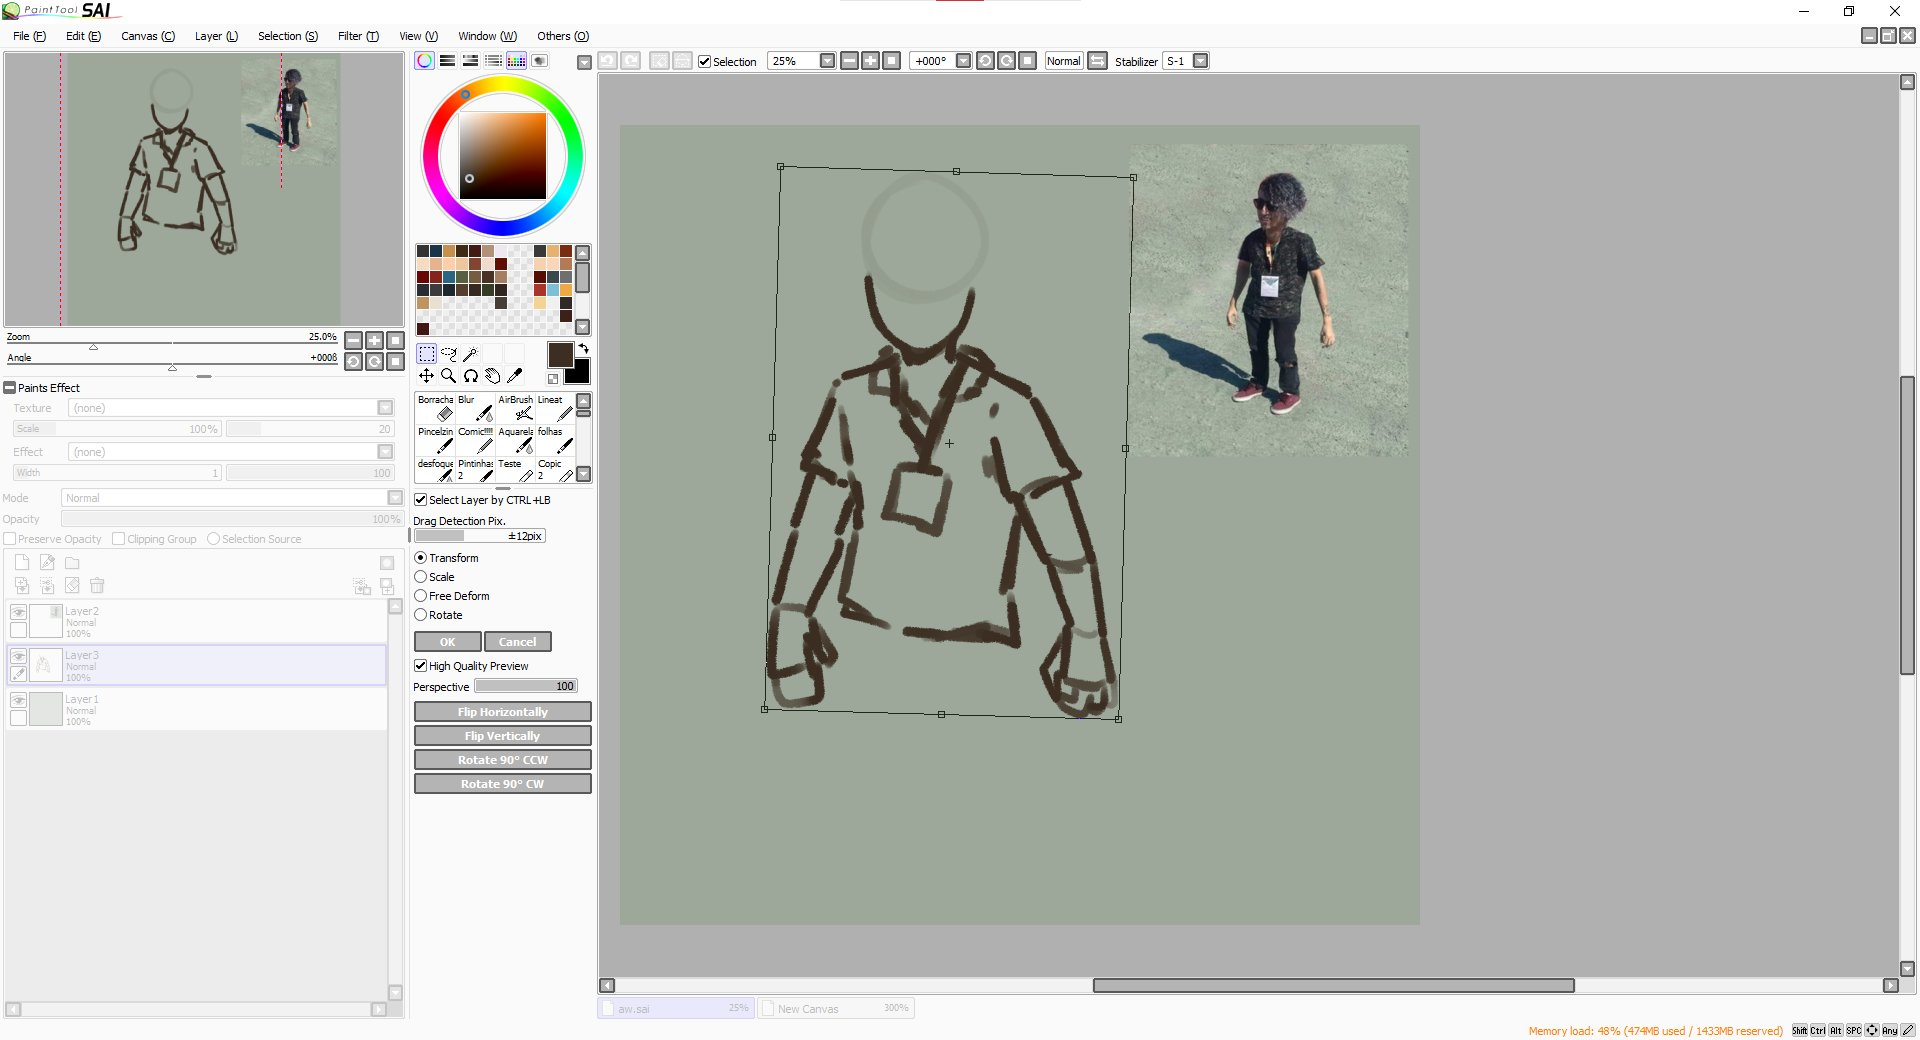 PaintTool SAI
File (F) Edit (E) Canvas (C) Layer (L) Selection (S) Filter (T) View (V) Window (W) Others (O)
Selection 25% +000° Normal Stabilizer S-1
Zoom 25.0%
Angle +000ß
Paints Effect
Texture (none)
Scale 100% 20
Effect (none)
Width 1 100
Mode Normal
Opacity 100%
Preserve Opacity Clipping Group Selection Source
Layer2
Normal
100%
Layer3
Normal
100%
Layer1
Normal
100%
Borracha Blur AirBrush Lineat
Pincelzin Comic!!!! Aquarela folhas
desfoque Pintinhas 2 Teste Copic 2
Select Layer by CTRL+LB
Drag Detection Pix.
±12pix
Transform
Scale
Free Deform
Rotate
OK Cancel
High Quality Preview
Perspective 100
Flip Horizontally
Flip Vertically
Rotate 90° CCW
Rotate 90° CW
aw.sai 25% New Canvas 300%
Memory load: 48% (474MB used / 1433MB reserved) Shift Ctrl Alt SPC Any